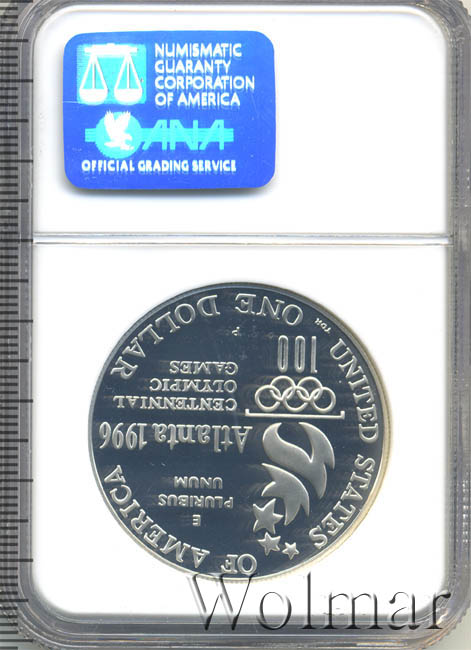 NUMISMATIC
GUARANTY
CORPORATION
OF AMERICA
ANA
OFFICIAL GRADING SERVICE
UNITED STATES OF AMERICA
E
PLURIBUS
UNUM
Atlanta 1996
CENTENNIAL
OLYMPIC
GAMES
100
P
ONE DOLLAR
Wolmar